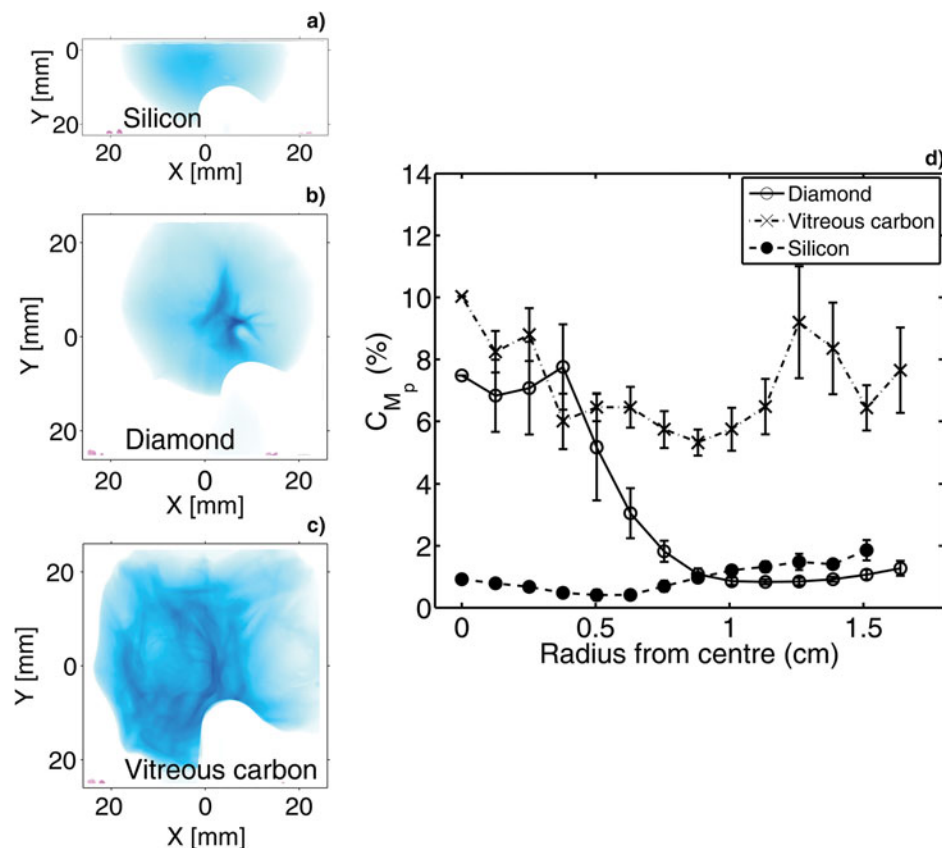 a)
0
20
Y [mm]
Silicon
20 0 20
X [mm]
b)
20
0
20
Y [mm]
Diamond
20 0 20
X [mm]
c)
20
0
20
Y [mm]
Vitreous carbon
20 0 20
X [mm]
d)
14
12
10
8
6
4
2
0
C_{M_p} (%)
Diamond
Vitreous carbon
Silicon
0 0.5 1 1.5
Radius from centre (cm)